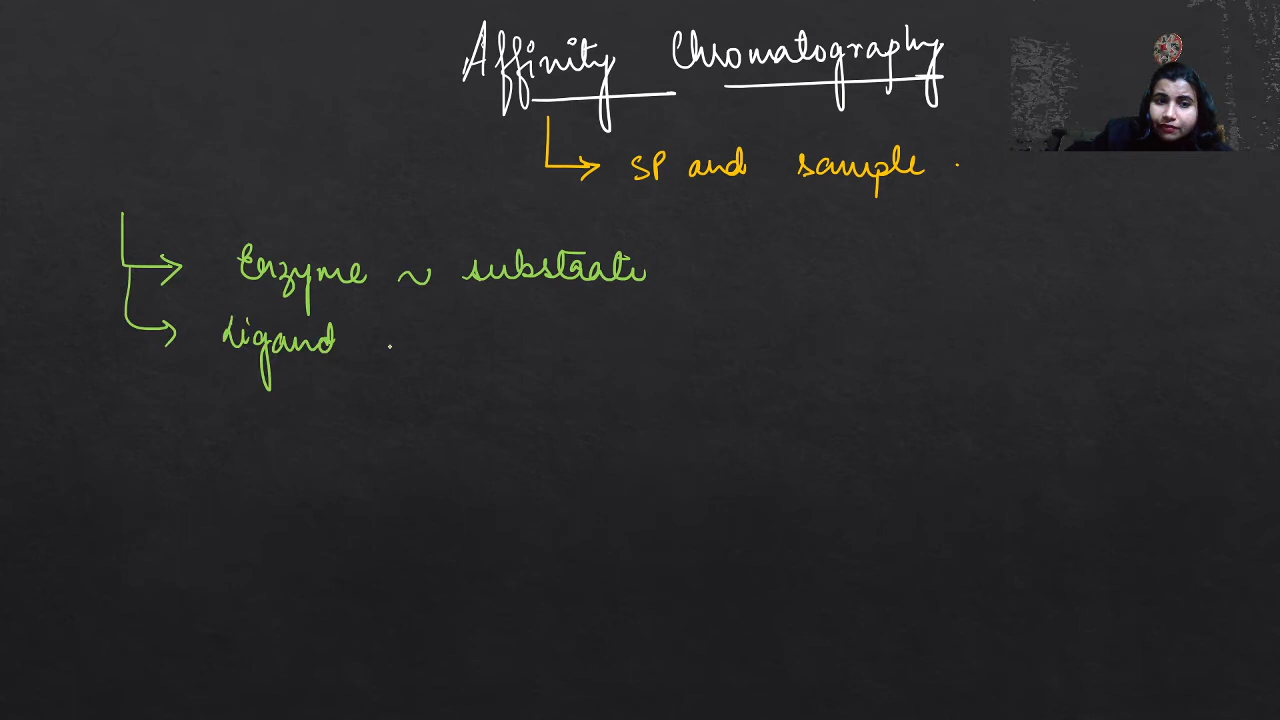 Affinity Chromatography
SP and sample
Enzyme ~ substrate
Ligand